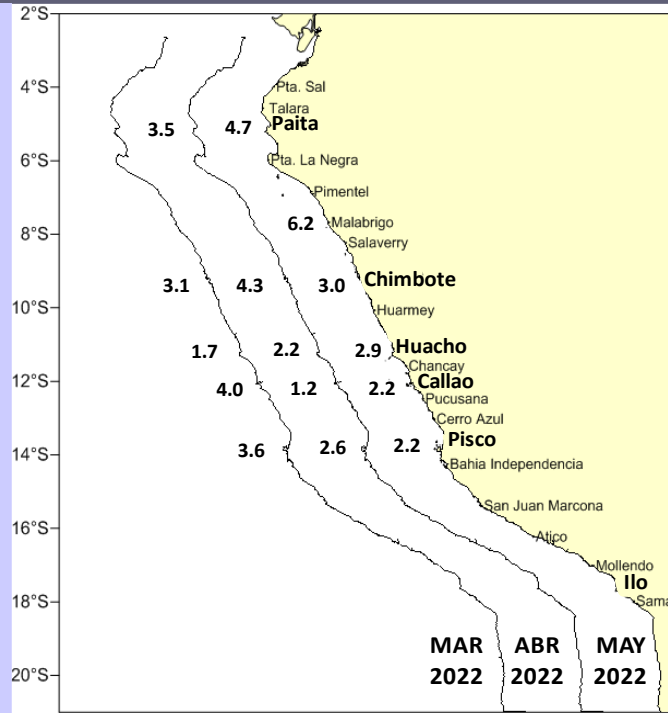 2°S
4°S
Pta. Sal
Talara
3.5 4.7 Paita
6°S
Pta. La Negra
Pimentel
8°S
6.2 Malabrigo
Salaverry
3.1 4.3 3.0 Chimbote
10°S
Huarmey
1.7 2.2 2.9 Huacho
Chancay
12°S
4.0 1.2 2.2 Callao
Pucusana
Cerro Azul
3.6 2.6 2.2 Pisco
14°S
Bahia Independencia
San Juan Marcona
16°S
Atico
Mollendo
Ilo
18°S
Sama
MAR ABR MAY
2022 2022 2022
20°S